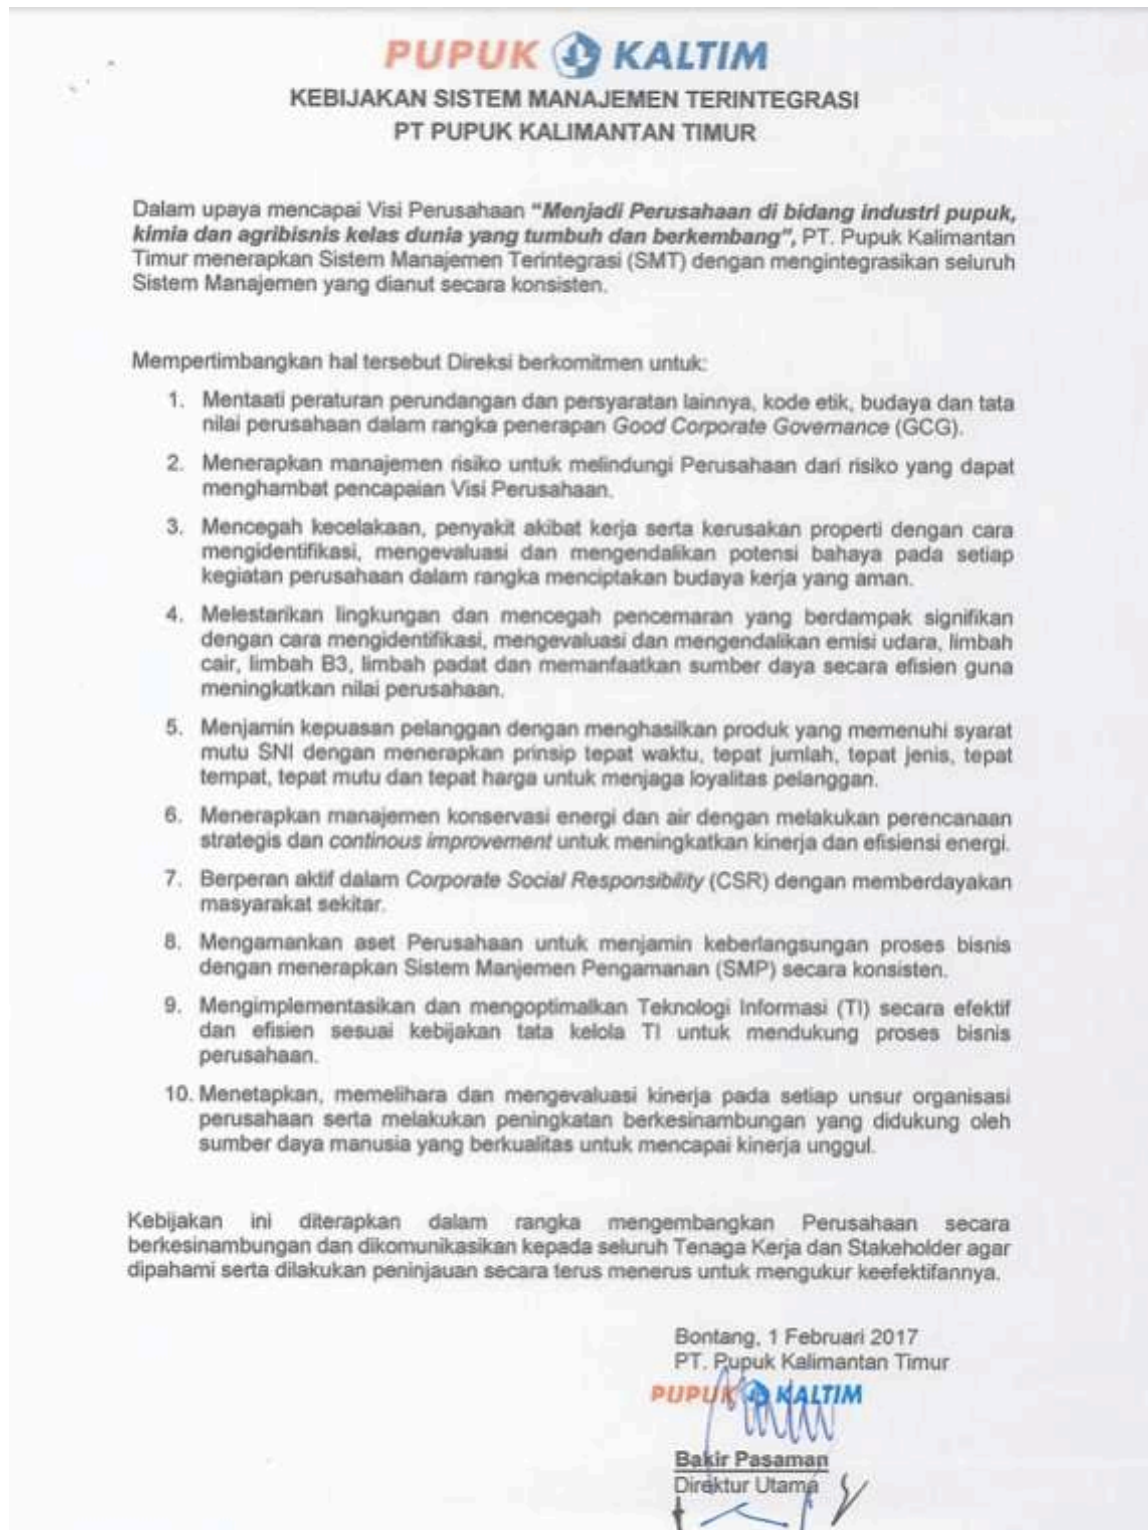 PUPUK KALTIM
KEBIJAKAN SISTEM MANAJEMEN TERINTEGRASI
PT PUPUK KALIMANTAN TIMUR
Dalam upaya mencapai Visi Perusahaan "Menjadi Perusahaan di bidang industri pupuk,
kimia dan agribisnis kelas dunia yang tumbuh dan berkembang", PT. Pupuk Kalimantan
Timur menerapkan Sistem Manajemen Terintegrasi (SMT) dengan mengintegrasikan seluruh
Sistem Manajemen yang dianut secara konsisten.
Mempertimbangkan hal tersebut Direksi berkomitmen untuk:
1. Mentaati peraturan perundangan dan persyaratan lainnya, kode etik, budaya dan tata
nilai perusahaan dalam rangka penerapan Good Corporate Governance (GCG).
2. Menerapkan manajemen risiko untuk melindungi Perusahaan dari risiko yang dapat
menghambat pencapaian Visi Perusahaan.
3. Mencegah kecelakaan, penyakit akibat kerja serta kerusakan properti dengan cara
mengidentifikasi, mengevaluasi dan mengendalikan potensi bahaya pada setiap
kegiatan perusahaan dalam rangka menciptakan budaya kerja yang aman.
4. Melestarikan lingkungan dan mencegah pencemaran yang berdampak signifikan
dengan cara mengidentifikasi, mengevaluasi dan mengendalikan emisi udara, limbah
cair, limbah B3, limbah padat dan memanfaatkan sumber daya secara efisien guna
meningkatkan nilai perusahaan.
5. Menjamin kepuasan pelanggan dengan menghasilkan produk yang memenuhi syarat
mutu SNI dengan menerapkan prinsip tepat waktu, tepat jumlah, tepat jenis, tepat
tempat, tepat mutu dan tepat harga untuk menjaga loyalitas pelanggan.
6. Menerapkan manajemen konservasi energi dan air dengan melakukan perencanaan
strategis dan continous improvement untuk meningkatkan kinerja dan efisiensi energi.
7. Berperan aktif dalam Corporate Social Responsibility (CSR) dengan memberdayakan
masyarakat sekitar.
8. Mengamankan aset Perusahaan untuk menjamin keberlangsungan proses bisnis
dengan menerapkan Sistem Manjemen Pengamanan (SMP) secara konsisten.
9. Mengimplementasikan dan mengoptimalkan Teknologi Informasi (TI) secara efektif
dan efisien sesuai kebijakan tata kelola TI untuk mendukung proses bisnis
perusahaan.
10. Menetapkan, memelihara dan mengevaluasi kinerja pada setiap unsur organisasi
perusahaan serta melakukan peningkatan berkesinambungan yang didukung oleh
sumber daya manusia yang berkualitas untuk mencapai kinerja unggul.
Kebijakan ini diterapkan dalam rangka mengembangkan Perusahaan secara
berkesinambungan dan dikomunikasikan kepada seluruh Tenaga Kerja dan Stakeholder agar
dipahami serta dilakukan peninjauan secara terus menerus untuk mengukur keefektifannya.
Bontang, 1 Februari 2017
PT. Pupuk Kalimantan Timur
PUPUK KALTIM
Bakir Pasaman
Direktur Utama